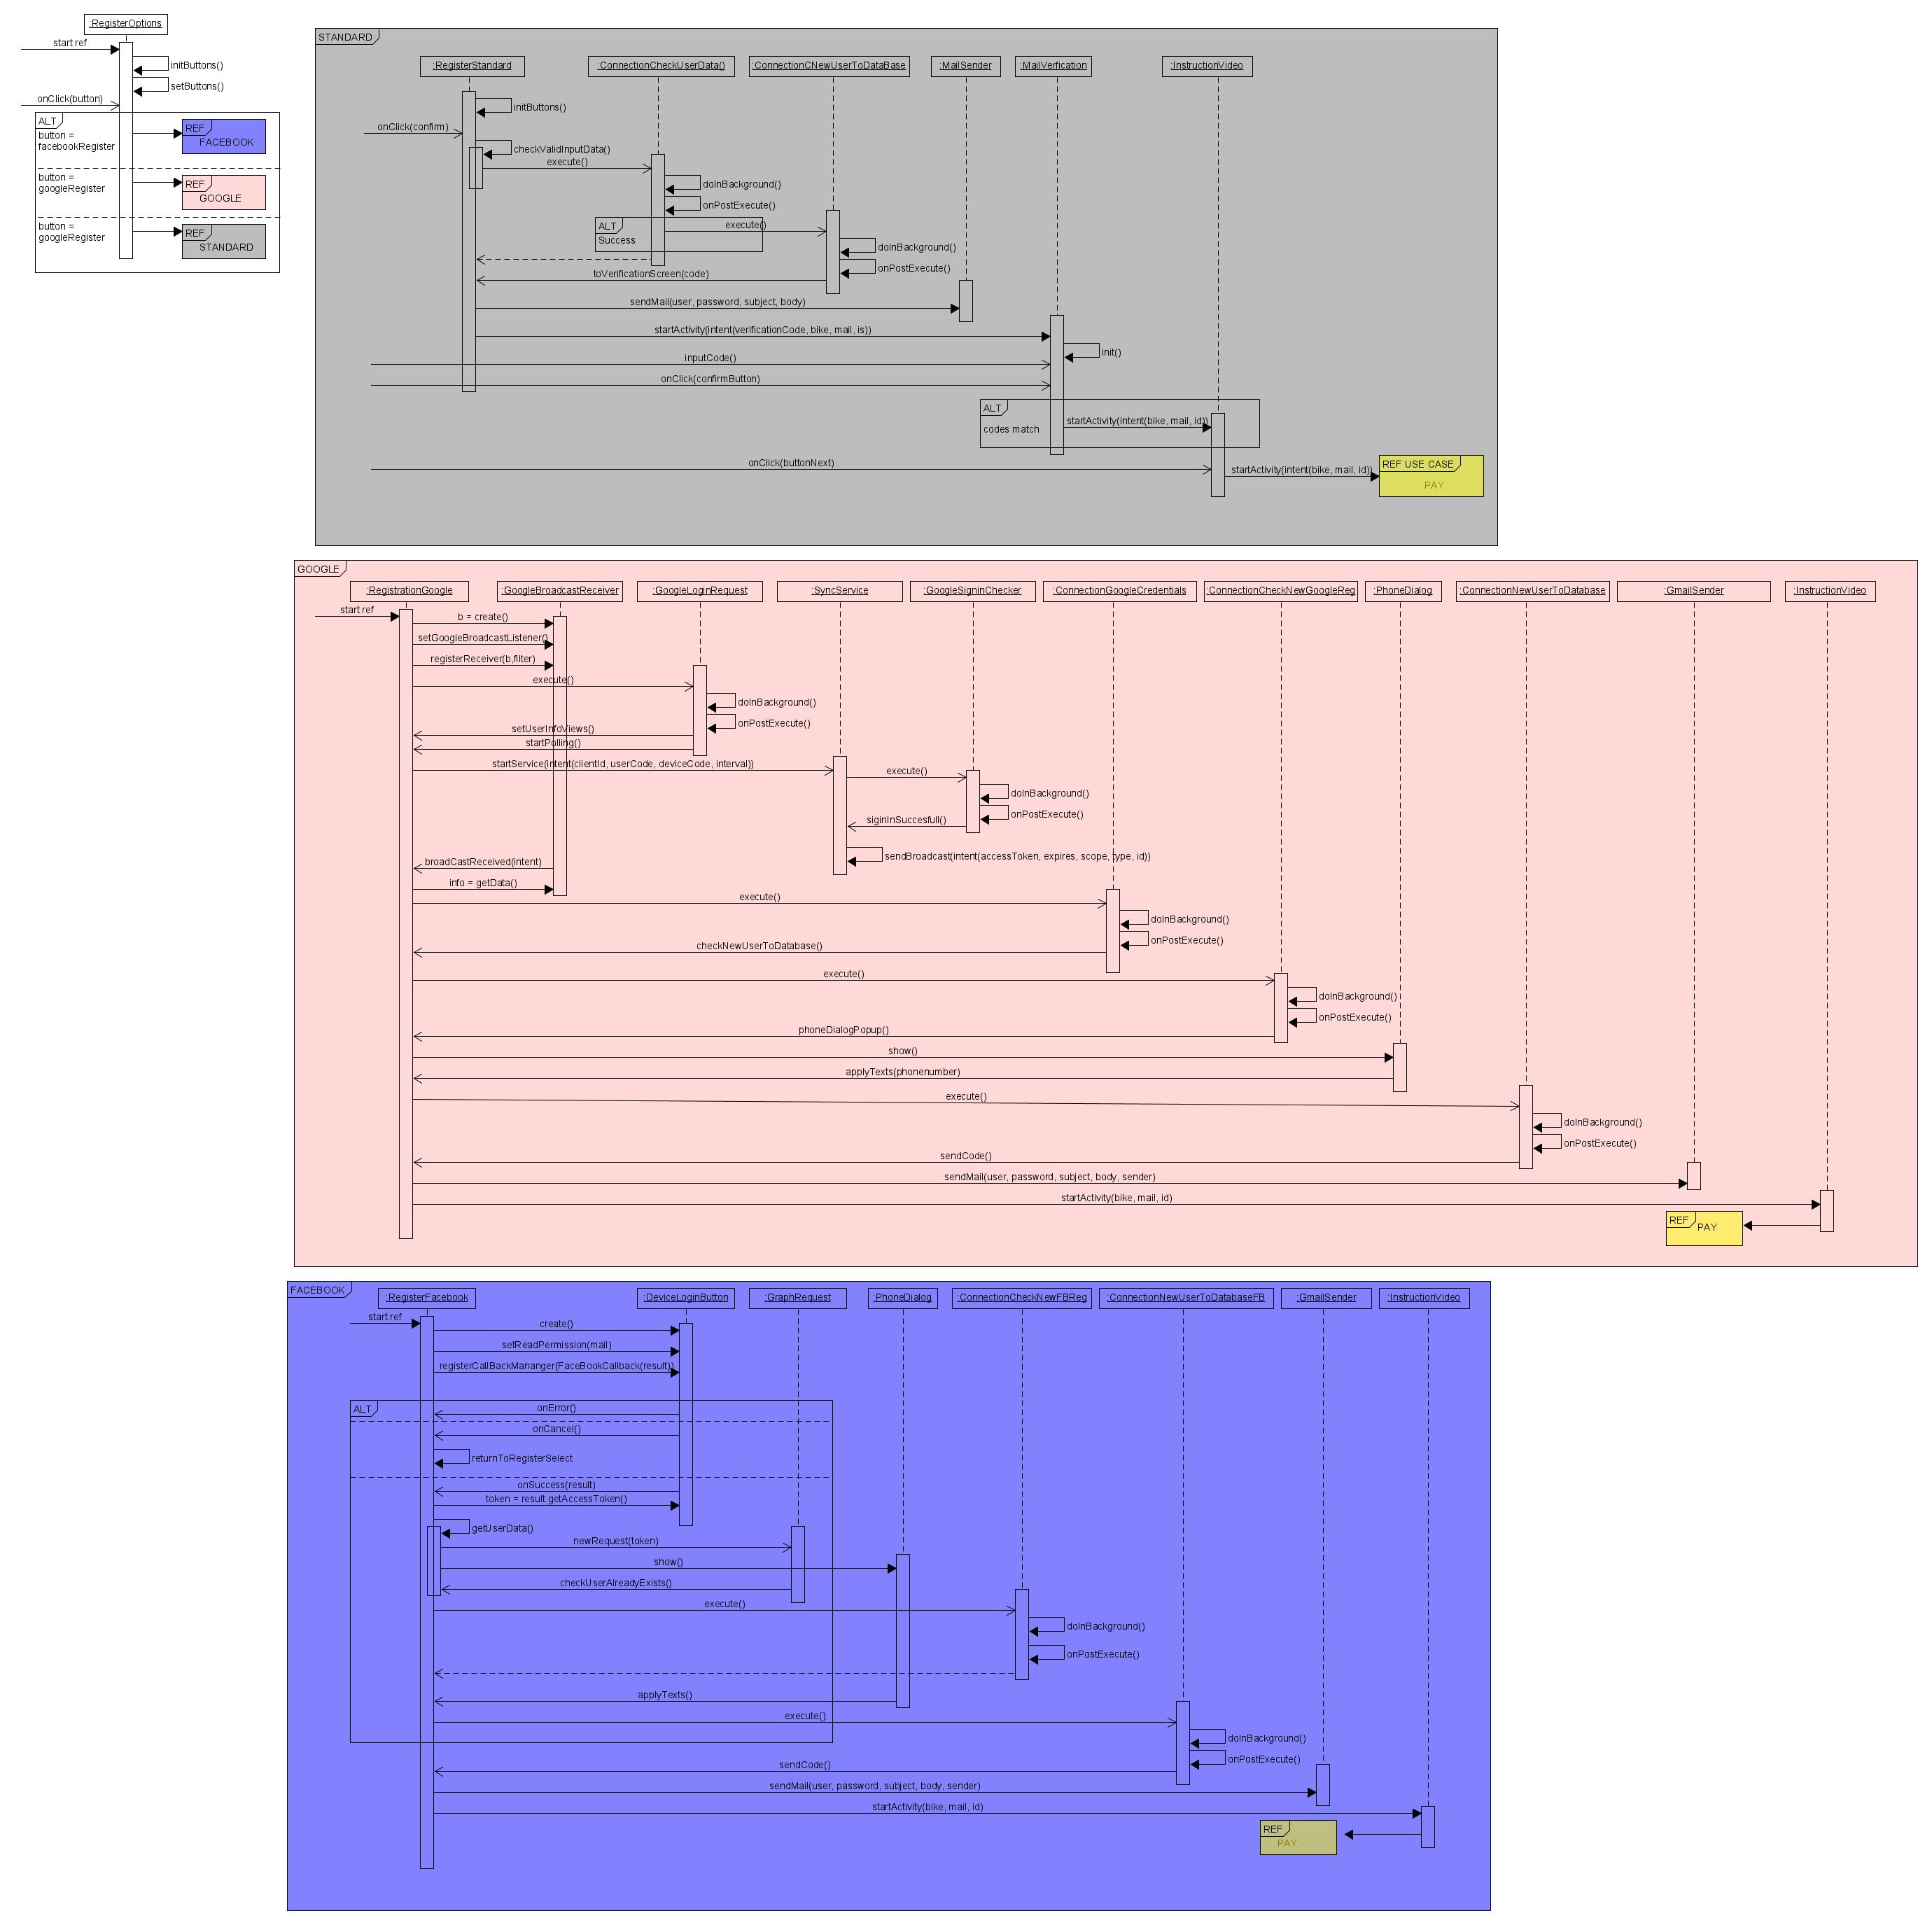 :RegisterOptions
start ref
initButtons()
setButtons()
onClick(button)
ALT
button =
facebookRegister
REF
FACEBOOK
button =
googleRegister
REF
GOOGLE
button =
googleRegister
REF
STANDARD
STANDARD
:RegisterStandard
:ConnectionCheckUserData()
:ConnectionCNewUserToDataBase
:MailSender
:MailVerfication
:InstructionVideo
initButtons()
onClick(confirm)
checkValidInputData()
execute()
doInBackground()
onPostExecute()
ALT
Success
execute()
doInBackground()
onPostExecute()
toVerificationScreen(code)
sendMail(user, password, subject, body)
startActivity(intent(verificationCode, bike, mail, is))
init()
inputCode()
onClick(confirmButton)
ALT
codes match
startActivity(intent(bike, mail, id))
onClick(buttonNext)
startActivity(intent(bike, mail, id))
REF USE CASE
PAY
GOOGLE
:RegistrationGoogle
:GoogleBroadcastReceiver
:GoogleLoginRequest
:SyncService
:GoogleSigninChecker
:ConnectionGoogleCredentials
:ConnectionCheckNewGoogleReg
:PhoneDialog
:ConnectionNewUserToDatabase
:GmailSender
:InstructionVideo
start ref
b = create()
setGoogleBroadcastListener()
registerReceiver(b,filter)
execute()
doInBackground()
onPostExecute()
setUserInfoViews()
startPolling()
startService(intent(clientId, userCode, deviceCode, interval))
execute()
doInBackground()
onPostExecute()
siginInSuccesfull()
sendBroadcast(intent(accessToken, expires, scope, type, id))
broadCastReceived(intent)
info = getData()
execute()
doInBackground()
onPostExecute()
checkNewUserToDatabase()
execute()
doInBackground()
onPostExecute()
phoneDialogPopup()
show()
applyTexts(phonenumber)
execute()
doInBackground()
onPostExecute()
sendCode()
sendMail(user, password, subject, body, sender)
startActivity(bike, mail, id)
REF
PAY
FACEBOOK
:RegisterFacebook
:DeviceLoginButton
:GraphRequest
:PhoneDialog
:ConnectionCheckNewFBReg
:ConnectionNewUserToDatabaseFB
:GmailSender
:InstructionVideo
start ref
create()
setReadPermission(mail)
registerCallBackMananger(FaceBookCallback(result))
ALT
onError()
onCancel()
returnToRegisterSelect
onSuccess(result)
token = result.getAccessToken()
getUserData()
newRequest(token)
show()
checkUserAlreadyExists()
execute()
doInBackground()
onPostExecute()
applyTexts()
execute()
doInBackground()
onPostExecute()
sendCode()
sendMail(user, password, subject, body, sender)
startActivity(bike, mail, id)
REF
PAY